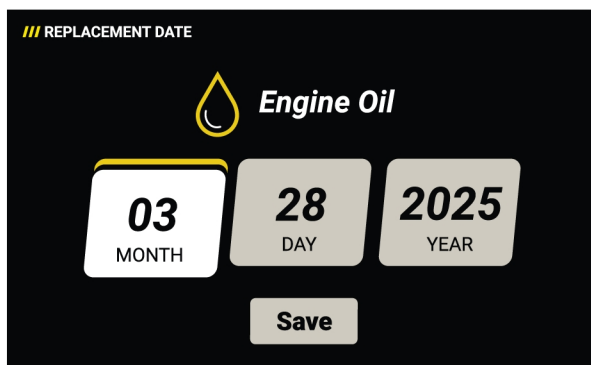 /// REPLACEMENT DATE
Engine Oil
03 28 2025
MONTH DAY YEAR
Save